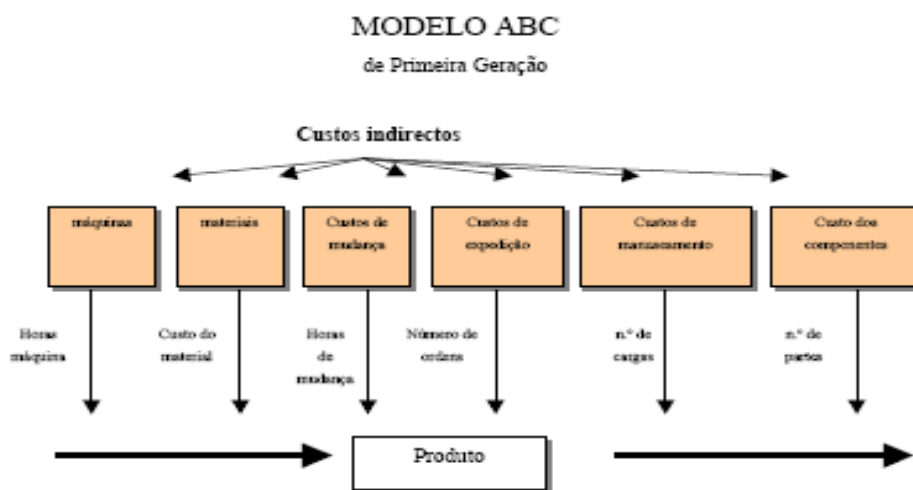 MODELO ABC
de Primeira Geração
Custos indirectos
máquinas
materiais
Custos de
mudança
Custos de
expedição
Custos de
manuseamento
Custo dos
componentes
Horas
máquina
Custo do
material
Horas
de
mudança
Número de
ordens
n.º de
cargas
n.º de
partes
Produto